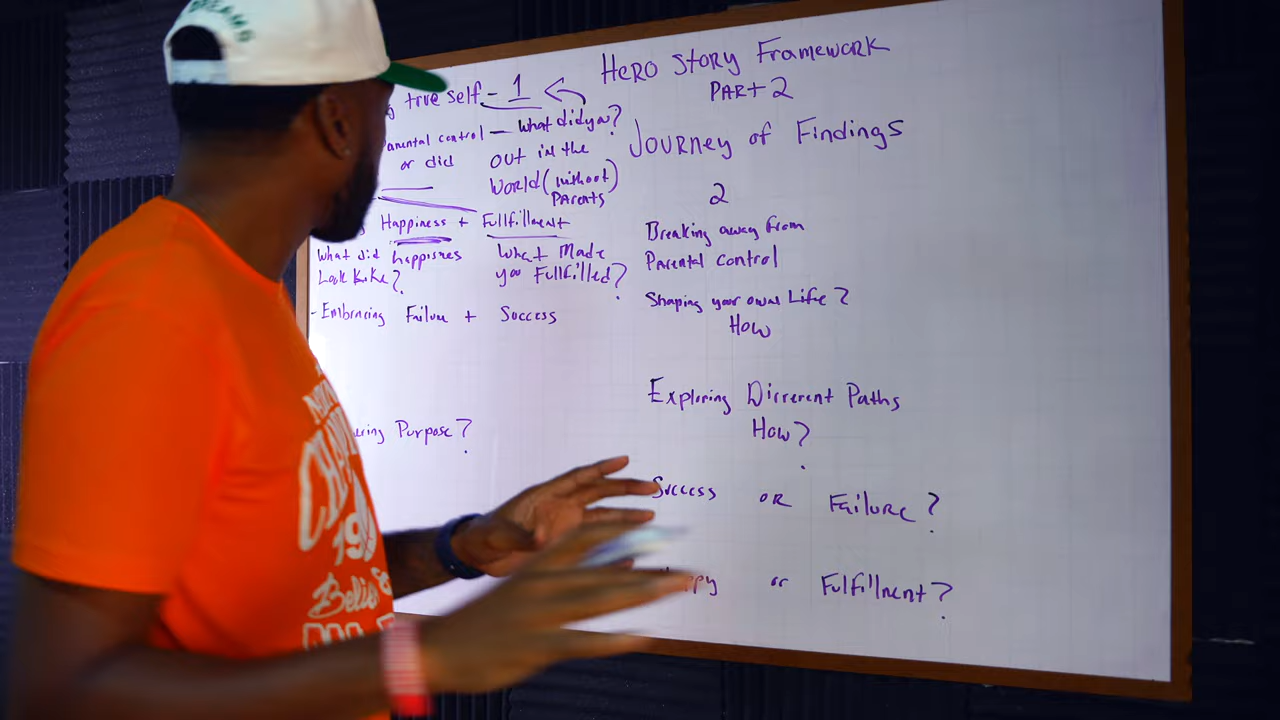 Hero Story Framework
Part 2
true self - 1
parental control — What did you?
or did
out in the
World (without
Parents)
Happiness + Fullfillment
What did happisnes
Look like?
What Made
you Fullfilled?
- Embracing Failure + Success
Purpose?
Journey of Findings
2
Breaking away from
Parental control
Shaping your own Life?
How
Exploring Different Paths
How?
Success or Failure?
or Fulfillment?